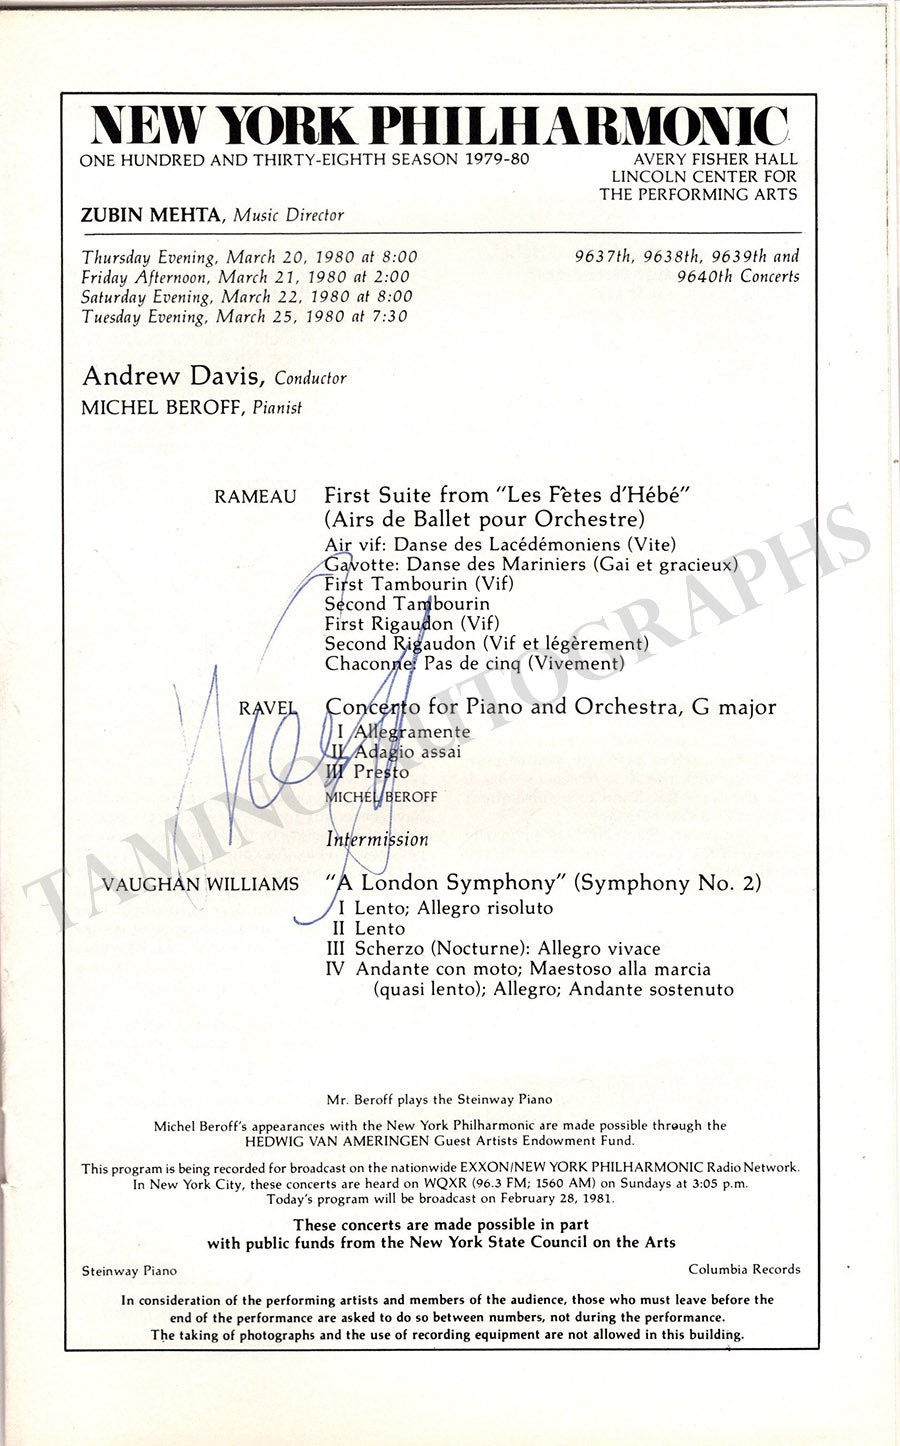 NEW YORK PHILHARMONIC
ONE HUNDRED AND THIRTY-EIGHTH SEASON 1979-80
AVERY FISHER HALL
LINCOLN CENTER FOR
THE PERFORMING ARTS
ZUBIN MEHTA, Music Director
Thursday Evening, March 20, 1980 at 8:00
Friday Afternoon, March 21, 1980 at 2:00
Saturday Evening, March 22, 1980 at 8:00
Tuesday Evening, March 25, 1980 at 7:30
9637th, 9638th, 9639th and
9640th Concerts
Andrew Davis, Conductor
MICHEL BEROFF, Pianist
RAMEAU First Suite from “Les Fêtes d’Hébé”
(Airs de Ballet pour Orchestre)
Air vif: Danse des Lacédémoniens (Vite)
Gavotte: Danse des Mariniers (Gai et gracieux)
First Tambourin (Vif)
Second Tambourin
First Rigaudon (Vif)
Second Rigaudon (Vif et légèrement)
Chaconne: Pas de cinq (Vivement)
RAVEL Concerto for Piano and Orchestra, G major
I Allegramente
II Adagio assai
III Presto
MICHEL BEROFF
Intermission
VAUGHAN WILLIAMS “A London Symphony” (Symphony No. 2)
I Lento; Allegro risoluto
II Lento
III Scherzo (Nocturne): Allegro vivace
IV Andante con moto; Maestoso alla marcia
(quasi lento); Allegro; Andante sostenuto
Mr. Beroff plays the Steinway Piano
Michel Beroff’s appearances with the New York Philharmonic are made possible through the
HEDWIG VAN AMERINGEN Guest Artists Endowment Fund.
This program is being recorded for broadcast on the nationwide EXXON/NEW YORK PHILHARMONIC Radio Network.
In New York City, these concerts are heard on WQXR (96.3 FM; 1560 AM) on Sundays at 3:05 p.m.
Today’s program will be broadcast on February 28, 1981.
These concerts are made possible in part
with public funds from the New York State Council on the Arts
Steinway Piano
Columbia Records
In consideration of the performing artists and members of the audience, those who must leave before the
end of the performance are asked to do so between numbers, not during the performance.
The taking of photographs and the use of recording equipment are not allowed in this building.
TAMINO AUTOGRAPHS